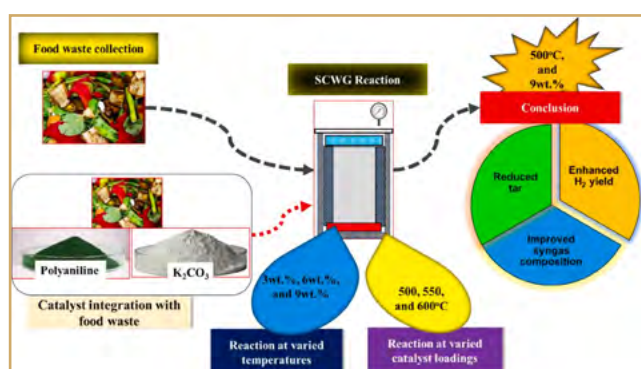 Food waste collection
SCWG Reaction
500°C,
and
9wt.%
Conclusion
Reduced
tar
Enhanced
H₂ yield
Improved
syngas
composition
Polyaniline
K₂CO₃
Catalyst integration with
food waste
3wt.%, 6wt.%,
and 9wt.%
500, 550,
and 600°C
Reaction at varied
temperatures
Reaction at varied
catalyst loadings